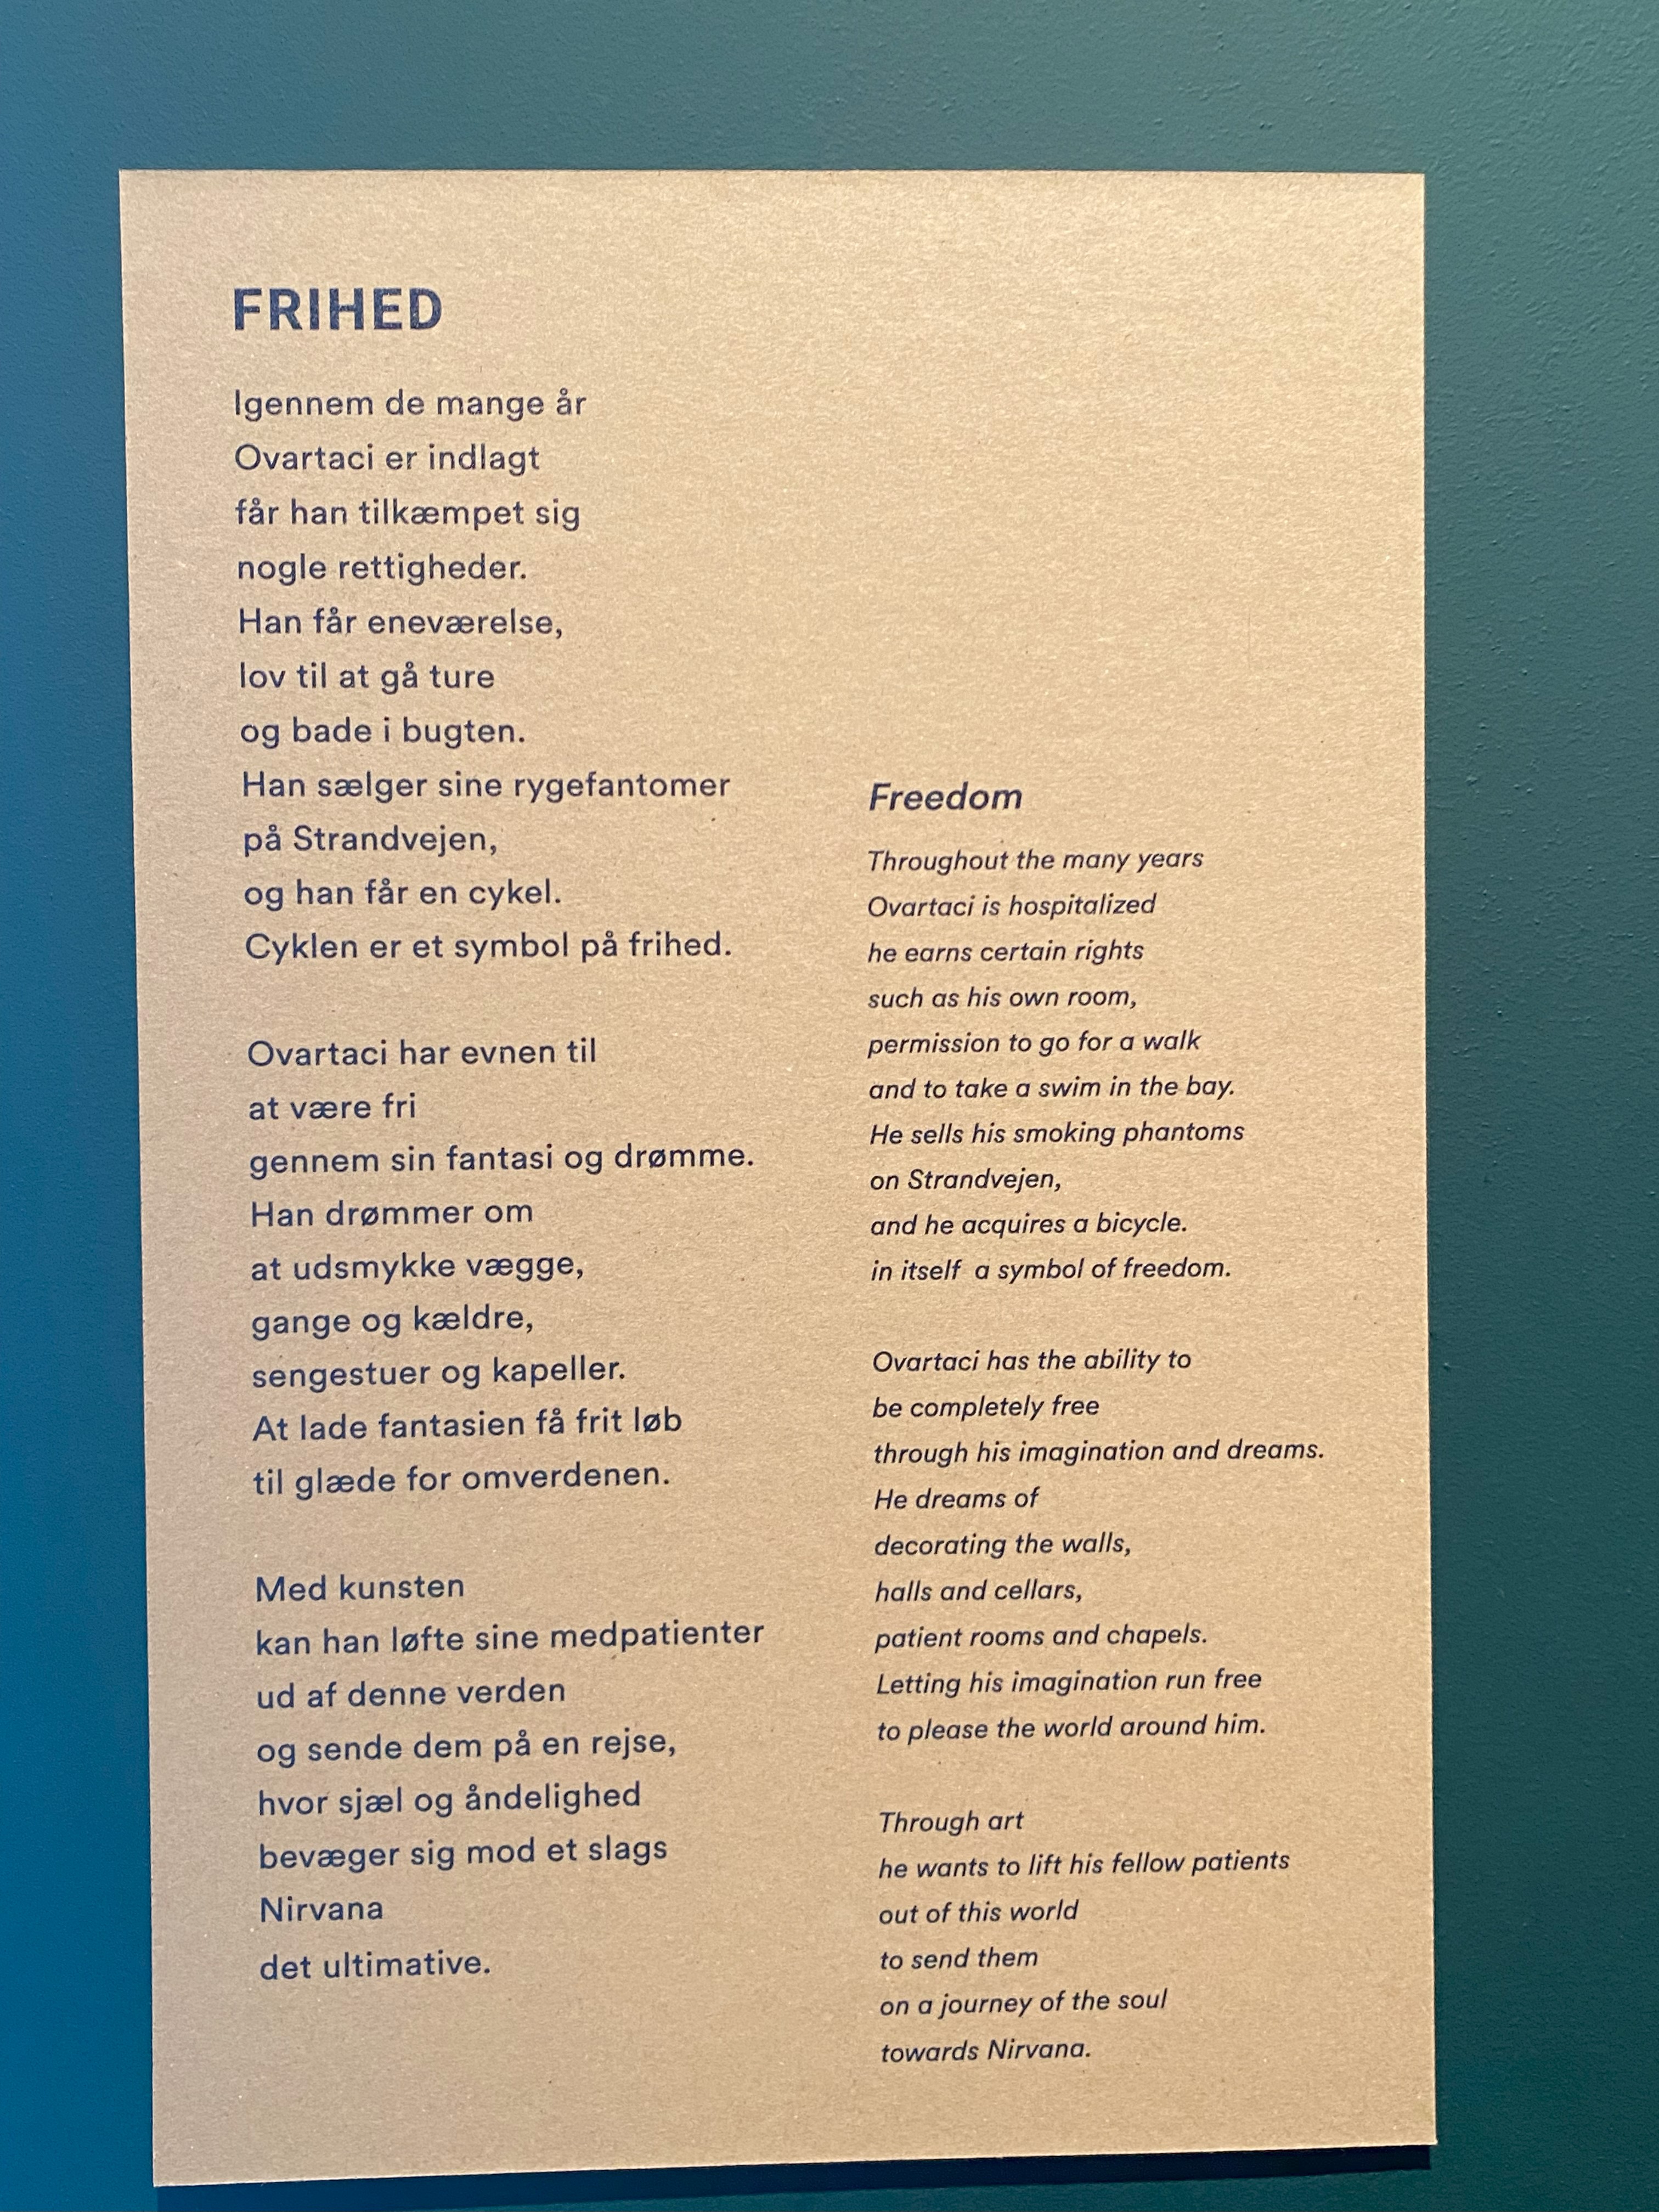 FRIHED
Igennem de mange år
Ovartaci er indlagt
får han tilkæmpet sig
nogle rettigheder.
Han får eneværelse,
lov til at gå ture
og bade i bugten.
Han sælger sine rygefantomer
på Strandvejen,
og han får en cykel.
Cyklen er et symbol på frihed.
Ovartaci har evnen til
at være fri
gennem sin fantasi og drømme.
Han drømmer om
at udsmykke vægge,
gange og kældre,
sengestuer og kapeller.
At lade fantasien få frit løb
til glæde for omverdenen.
Med kunsten
kan han løfte sine medpatienter
ud af denne verden
og sende dem på en rejse,
hvor sjæl og åndelighed
bevæger sig mod et slags
Nirvana
det ultimative.
Freedom
Throughout the many years
Ovartaci is hospitalized
he earns certain rights
such as his own room,
permission to go for a walk
and to take a swim in the bay.
He sells his smoking phantoms
on Strandvejen,
and he acquires a bicycle.
in itself  a symbol of freedom.
Ovartaci has the ability to
be completely free
through his imagination and dreams.
He dreams of
decorating the walls,
halls and cellars,
patient rooms and chapels.
Letting his imagination run free
to please the world around him.
Through art
he wants to lift his fellow patients
out of this world
to send them
on a journey of the soul
towards Nirvana.